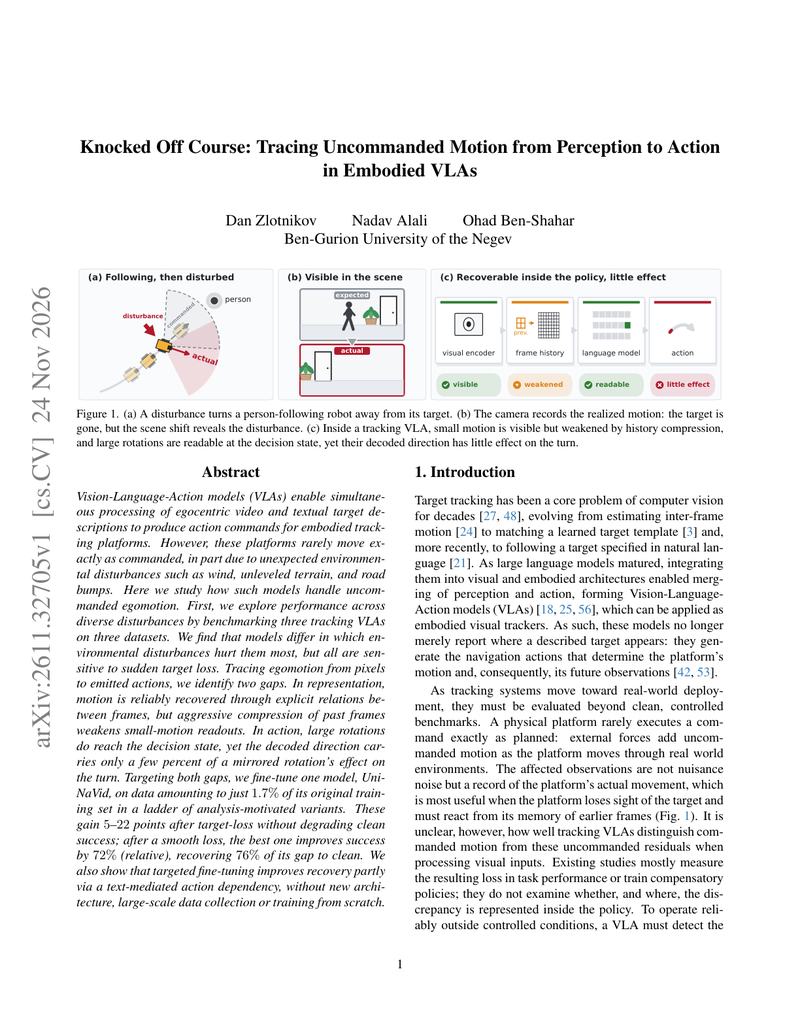 Knocked Off Course: Tracing Uncommanded Motion from Perception to Action
in Embodied VLAs
Dan Zlotnikov Nadav Alali Ohad Ben-Shahar
Ben-Gurion University of the Negev
arXiv:2611.32705v1 [cs.CV] 24 Nov 2026
(a) Following, then disturbed
person
commanded
disturbance
actual
(b) Visible in the scene
expected
actual
(c) Recoverable inside the policy, little effect
prev.
visual encoder
frame history
language model
action
visible
weakened
readable
little effect
Figure 1. (a) A disturbance turns a person-following robot away from its target. (b) The camera records the realized motion: the target is
gone, but the scene shift reveals the disturbance. (c) Inside a tracking VLA, small motion is visible but weakened by history compression,
and large rotations are readable at the decision state, yet their decoded direction has little effect on the turn.
Abstract
Vision-Language-Action models (VLAs) enable simultane-
ous processing of egocentric video and textual target de-
scriptions to produce action commands for embodied track-
ing platforms. However, these platforms rarely move ex-
actly as commanded, in part due to unexpected environmen-
tal disturbances such as wind, unleveled terrain, and road
bumps. Here we study how such models handle uncom-
manded egomotion. First, we explore performance across
diverse disturbances by benchmarking three tracking VLAs
on three datasets. We find that models differ in which en-
vironmental disturbances hurt them most, but all are sen-
sitive to sudden target loss. Tracing egomotion from pixels
to emitted actions, we identify two gaps. In representation,
motion is reliably recovered through explicit relations be-
tween frames, but aggressive compression of past frames
weakens small-motion readouts. In action, large rotations
do reach the decision state, yet the decoded direction car-
ries only a few percent of a mirrored rotation's effect on
the turn. Targeting both gaps, we fine-tune one model, Uni-
NaVid, on data amounting to just 1.7% of its original train-
ing set in a ladder of analysis-motivated variants. These
gain 5–22 points after target-loss without degrading clean
success; after a smooth loss, the best one improves success
by 72% (relative), recovering 76% of its gap to clean. We
also show that targeted fine-tuning improves recovery partly
via a text-mediated action dependency, without new archi-
tecture, large-scale data collection or training from scratch.
1. Introduction
Target tracking has been a core problem of computer vision
for decades [27, 48], evolving from estimating inter-frame
motion [24] to matching a learned target template [3] and,
more recently, to following a target specified in natural lan-
guage [21]. As large language models matured, integrating
them into visual and embodied architectures enabled merg-
ing of perception and action, forming Vision-Language-
Action models (VLAs) [18, 25, 56], which can be applied as
embodied visual trackers. As such, these models no longer
merely report where a described target appears: they gen-
erate the navigation actions that determine the platform's
motion and, consequently, its future observations [42, 53].
As tracking systems move toward real-world deploy-
ment, they must be evaluated beyond clean, controlled
benchmarks. A physical platform rarely executes a com-
mand exactly as planned: external forces add uncom-
manded motion as the platform moves through real world
environments. The affected observations are not nuisance
noise but a record of the platform's actual movement, which
is most useful when the platform loses sight of the target and
must react from its memory of earlier frames (Fig. 1). It is
unclear, however, how well tracking VLAs distinguish com-
manded motion from these uncommanded residuals when
processing visual inputs. Existing studies mostly measure
the resulting loss in task performance or train compensatory
policies; they do not examine whether, and where, the dis-
crepancy is represented inside the policy. To operate reli-
ably outside controlled conditions, a VLA must detect the
1